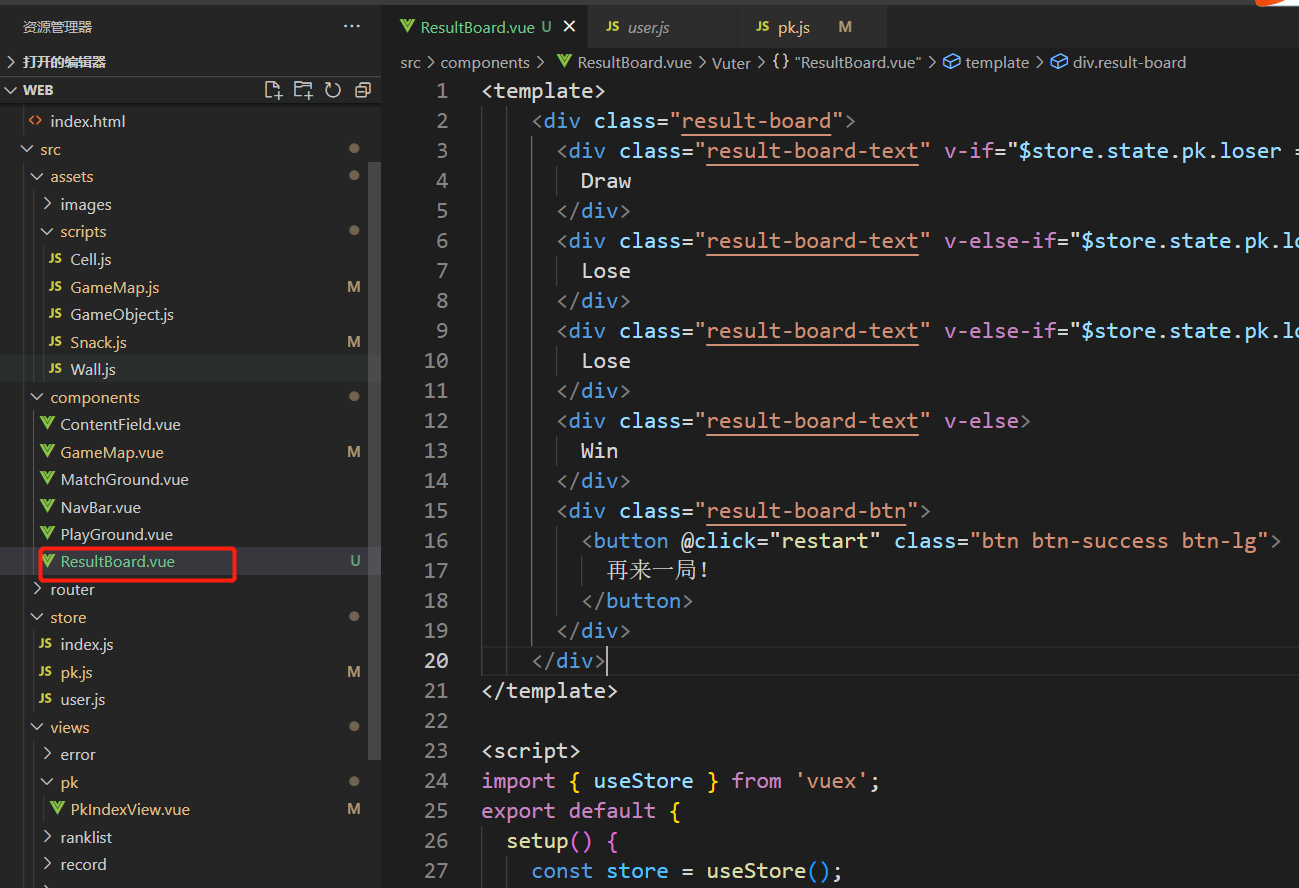 资源管理器 ···
打开的编辑器
WEB
index.html
src
assets
images
scripts
JS Cell.js
JS GameMap.js M
JS GameObject.js
JS Snack.js M
JS Wall.js
components
ContentField.vue
GameMap.vue M
MatchGround.vue
NavBar.vue
PlayGround.vue
ResultBoard.vue U
router
store
JS index.js
JS pk.js M
JS user.js
views
error
pk
PkIndexView.vue M
ranklist
record
ResultBoard.vue U JS user.js JS pk.js M
src > components > ResultBoard.vue > Vuter > {} "ResultBoard.vue" > template > div.result-board
1 <template>
2 <div class="result-board">
3 <div class="result-board-text" v-if="$store.state.pk.loser =
4 Draw
5 </div>
6 <div class="result-board-text" v-else-if="$store.state.pk.lo
7 Lose
8 </div>
9 <div class="result-board-text" v-else-if="$store.state.pk.lo
10 Lose
11 </div>
12 <div class="result-board-text" v-else>
13 Win
14 </div>
15 <div class="result-board-btn">
16 <button @click="restart" class="btn btn-success btn-lg">
17 再来一局!
18 </button>
19 </div>
20 </div>
21 </template>
22
23 <script>
24 import { useStore } from 'vuex';
25 export default {
26 setup() {
27 const store = useStore();